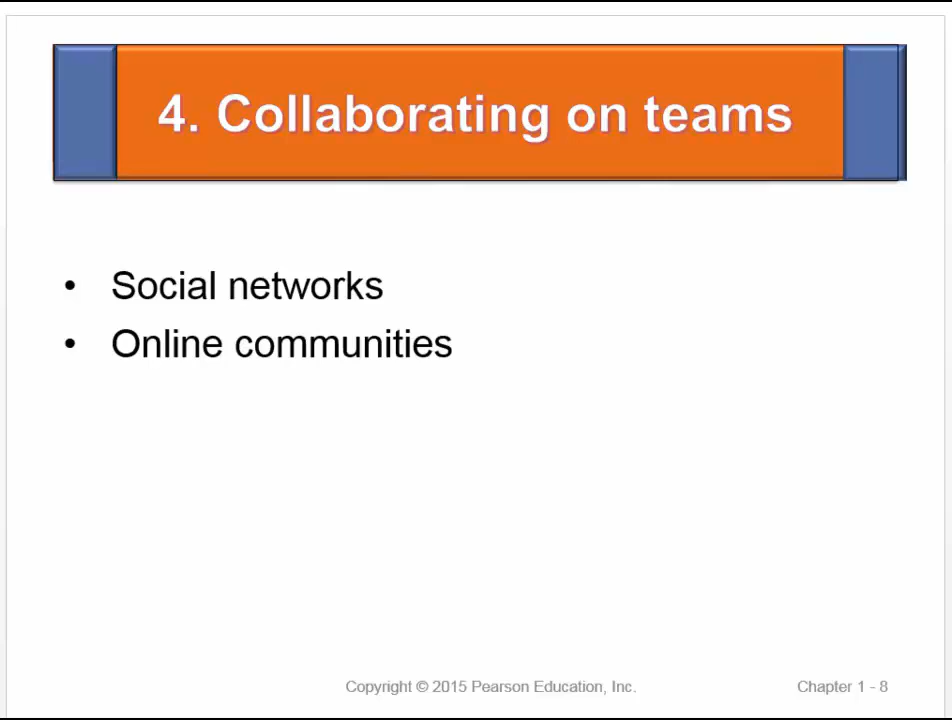 4. Collaborating on teams
• Social networks
• Online communities
Copyright © 2015 Pearson Education, Inc.
Chapter 1 - 8